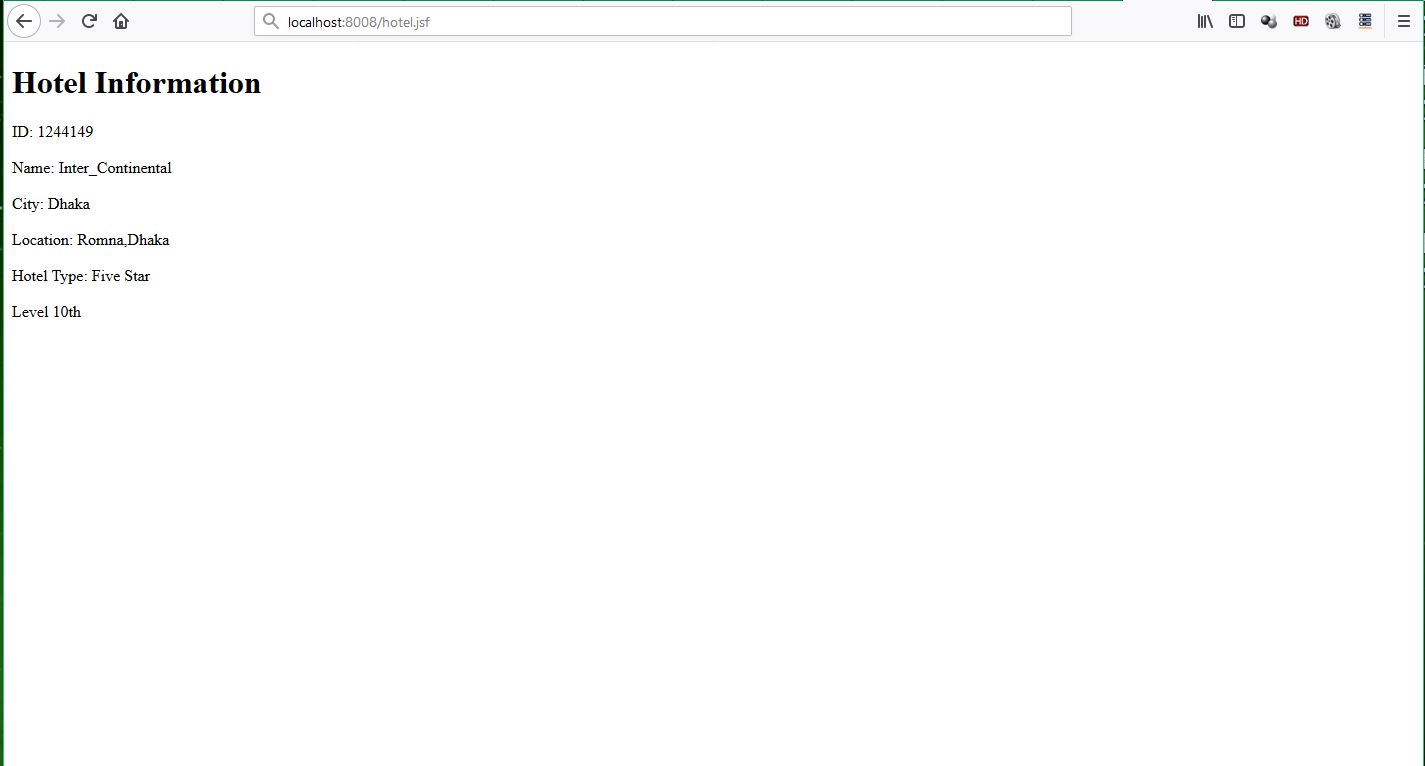 localhost:8008/hotel.jsf
HD
Hotel Information
ID: 1244149
Name: Inter_Continental
City: Dhaka
Location: Romna,Dhaka
Hotel Type: Five Star
Level 10th